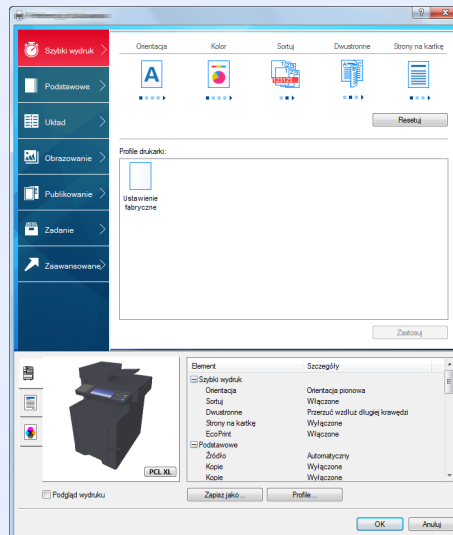 Szybki wydruk
Podstawowe
Układ
Obrazowanie
Publikowanie
Zadanie
Zaawansowane
Orientacja Kolor Sortuj Dwustronne Strony na kartkę
A
123123
Resetuj
Profile drukarki:
Ustawienie
fabryczne
Zastosuj
PCL XL
Podgląd wydruku
Element Szczegóły
Szybki wydruk
Orientacja Orientacja pionowa
Sortuj Włączone
Dwustronne Przerzuć wzdłuż długiej krawędzi
Strony na kartkę Wyłączone
EcoPrint Wyłączone
Podstawowe
Źródło Automatyczny
Kopie Wyłączone
Kopie Wyłączone
Zapisz jako... Profile...
OK Anuluj